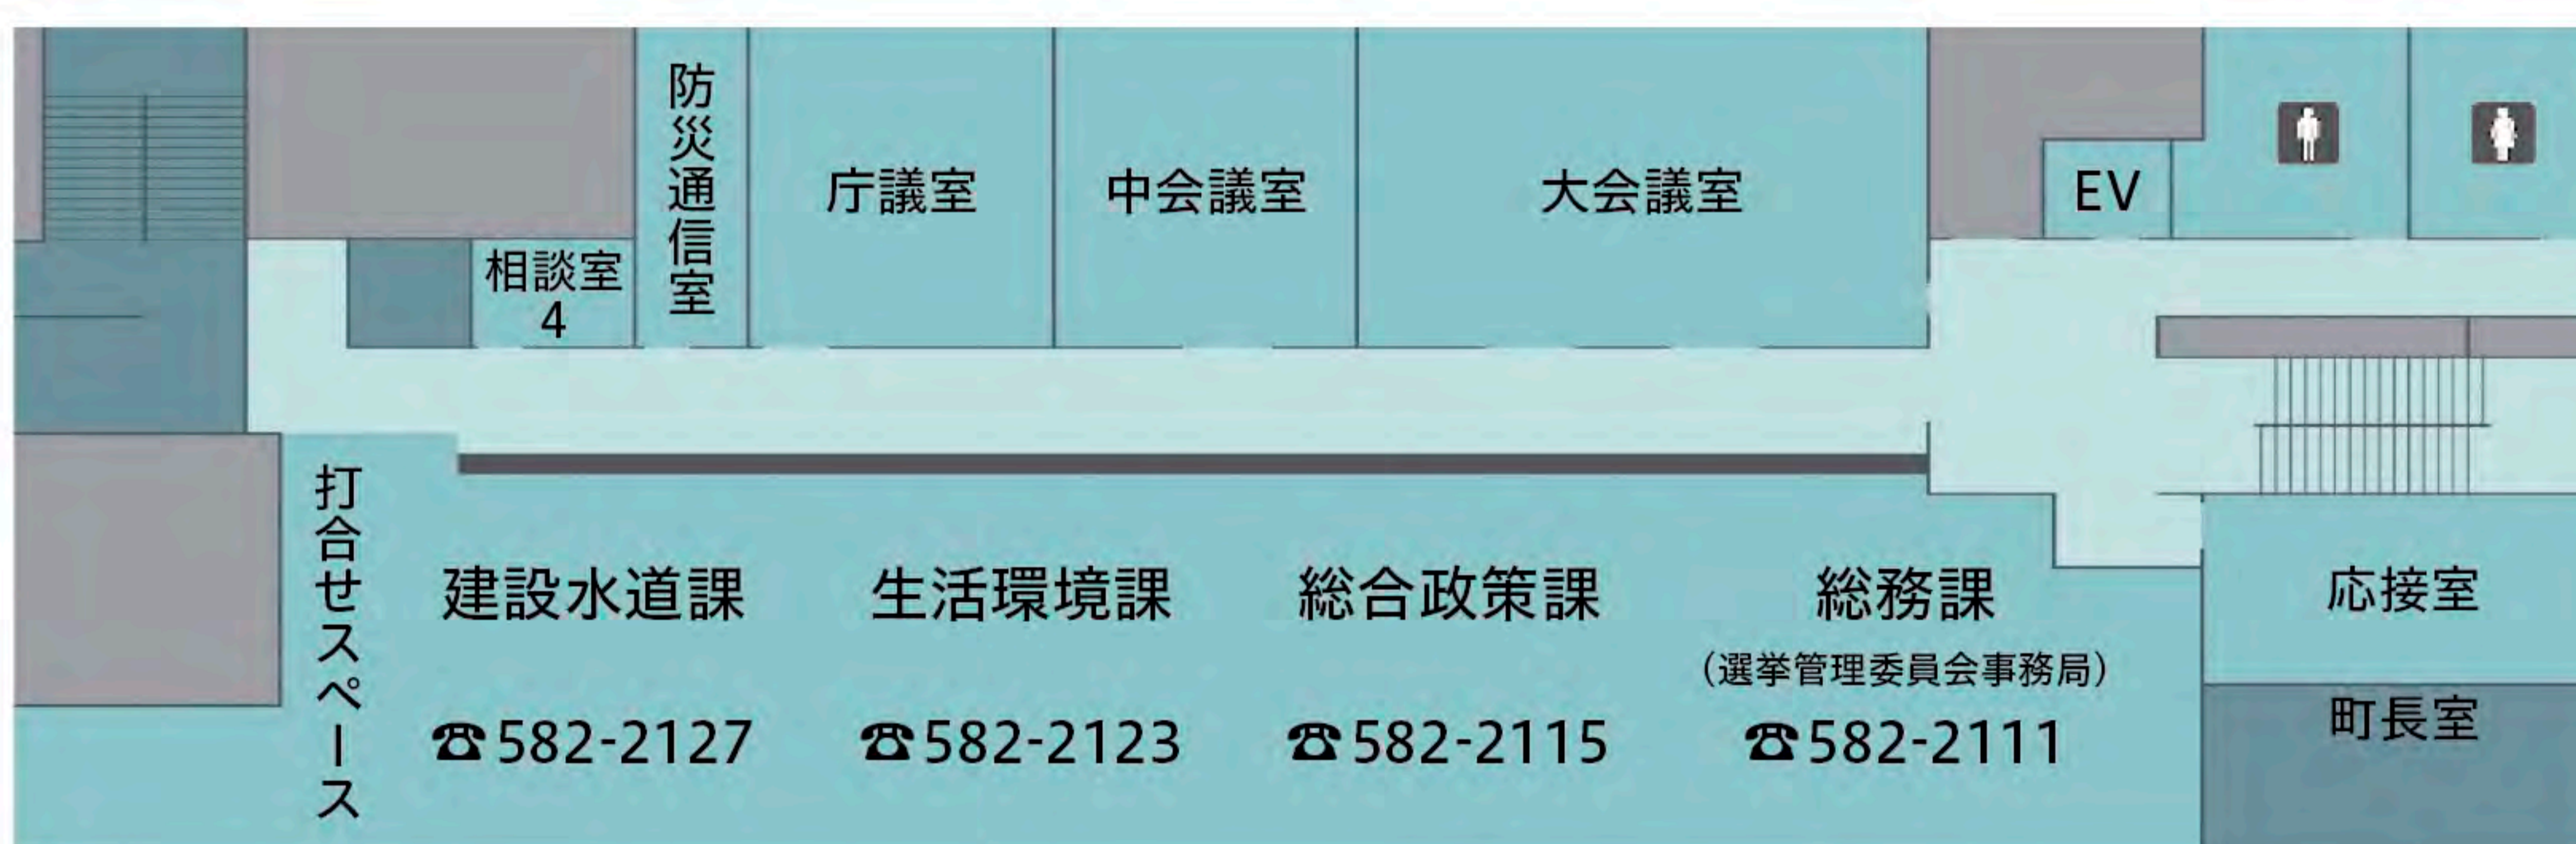 防災通信室
庁議室
中会議室
大会議室
EV
相談室
4
打合せスペース
建設水道課
☎582-2127
生活環境課
☎582-2123
総合政策課
☎582-2115
総務課
（選挙管理委員会事務局）
☎582-2111
応接室
町長室